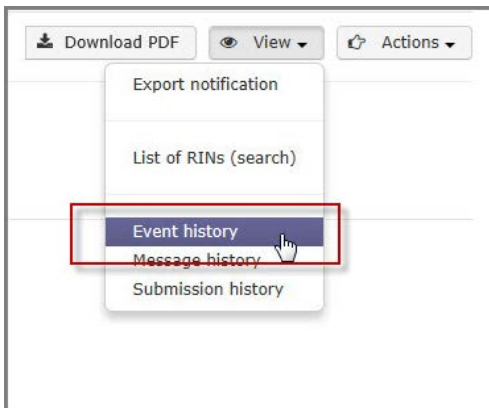 Download PDF View Actions
Export notification
List of RINs (search)
Event history
Message history
Submission history